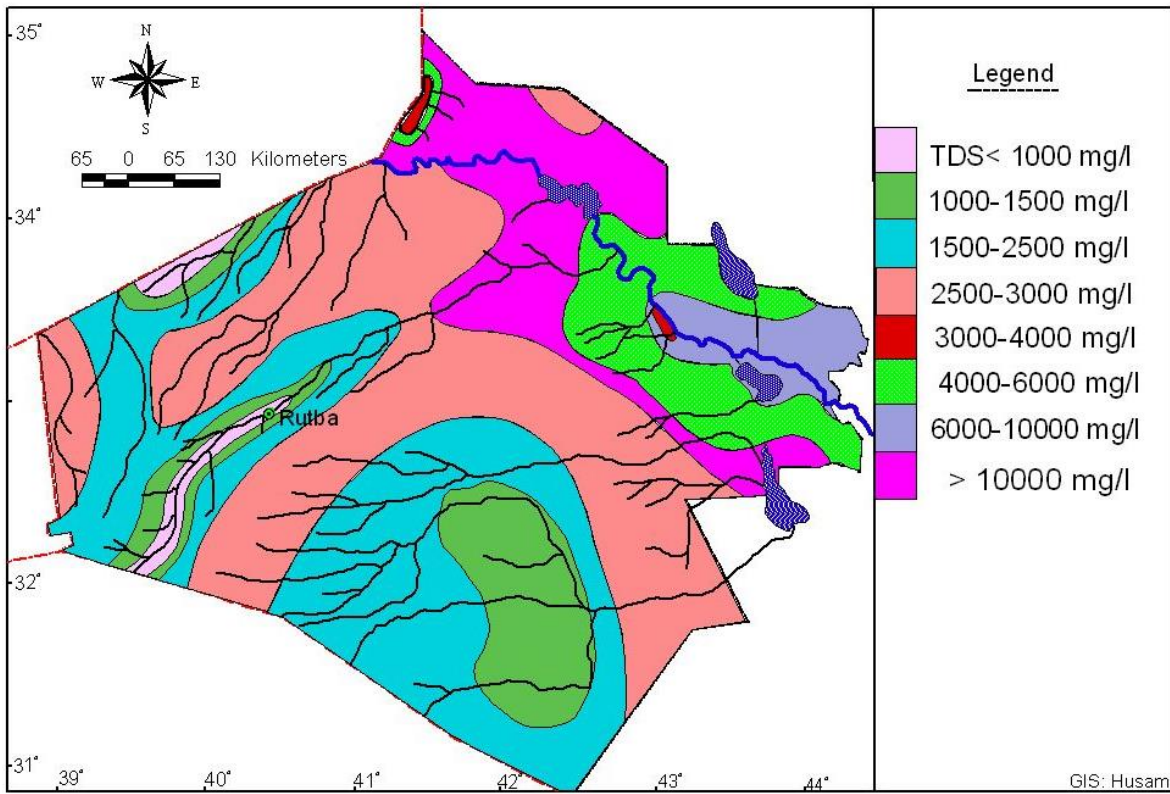 35°
N
W E
S
65 0 65 130 Kilometers
34°
Rutba
32°
31°
39° 40° 41° 42° 43° 44°
Legend
TDS< 1000 mg/l
1000-1500 mg/l
1500-2500 mg/l
2500-3000 mg/l
3000-4000 mg/l
4000-6000 mg/l
6000-10000 mg/l
> 10000 mg/l
GIS: Husam